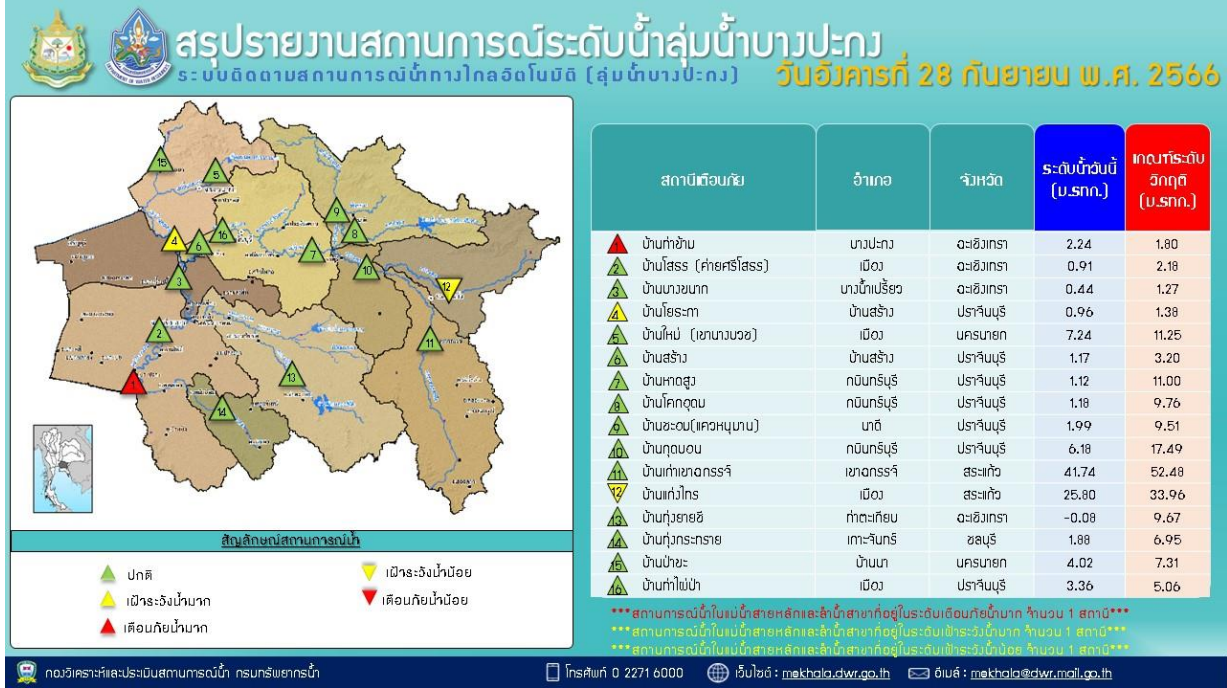 สรุปรายงานสถานการณ์ระดับน้ำลุ่มน้ำบางปะกง
ระบบติดตามสถานการณ์น้ำทางไกลอัตโนมัติ (ลุ่มน้ำบางปะกง)
วันอังคารที่ 28 กันยายน พ.ศ. 2566
สถานีเตือนภัย อำเภอ จังหวัด ระดับน้ำวันนี้ (ม.รทก.) เกณฑ์ระดับวิกฤติ (ม.รทก.)
1 บ้านท่าข้าม บางปะกง ฉะเชิงเทรา 2.24 1.80
2 บ้านโสธร (ค่ายศรีโสธร) เมือง ฉะเชิงเทรา 0.91 2.18
3 บ้านบางขนาก บางน้ำเปรี้ยว ฉะเชิงเทรา 0.44 1.27
4 บ้านโยธะกา บ้านสร้าง ปราจีนบุรี 0.96 1.38
5 บ้านใหม่ (เขานางบวช) เมือง นครนายก 7.24 11.25
6 บ้านสร้าง บ้านสร้าง ปราจีนบุรี 1.17 3.20
7 บ้านหาดสูง กบินทร์บุรี ปราจีนบุรี 1.12 11.00
8 บ้านโคกอุดม กบินทร์บุรี ปราจีนบุรี 1.18 9.76
9 บ้านชะอม(แควหนุมาน) นาดี ปราจีนบุรี 1.99 9.51
10 บ้านกุดบอน กบินทร์บุรี ปราจีนบุรี 6.18 17.49
11 บ้านเก่าเขาฉกรรจ์ เขาฉกรรจ์ สระแก้ว 41.74 52.48
12 บ้านแก่งไทร เมือง สระแก้ว 25.80 33.96
13 บ้านทุ่งยายชี ท่าตะเกียบ ฉะเชิงเทรา -0.08 9.67
14 บ้านทุ่งกระทราย เกาะจันทร์ ชลบุรี 1.88 6.95
15 บ้านป่าขะ บ้านนา นครนายก 4.02 7.31
16 บ้านท่าไผ่ป่า เมือง ปราจีนบุรี 3.36 5.06
15
5
9
16
8
4
6
7
10
3
12
2
11
13
1
14
สัญลักษณ์สถานการณ์น้ำ
ปกติ
เฝ้าระวังน้ำน้อย
เฝ้าระวังน้ำมาก
เตือนภัยน้ำน้อย
เตือนภัยน้ำมาก
***สถานการณ์น้ำในแม่น้ำสายหลักและลำน้ำสาขาที่อยู่ในระดับเตือนภัยน้ำมาก จำนวน 1 สถานี***
***สถานการณ์น้ำในแม่น้ำสายหลักและลำน้ำสาขาที่อยู่ในระดับเฝ้าระวังน้ำมาก จำนวน 1 สถานี***
***สถานการณ์น้ำในแม่น้ำสายหลักและลำน้ำสาขาที่อยู่ในระดับเฝ้าระวังน้ำน้อย จำนวน 1 สถานี***
กองวิเคราะห์และประเมินสถานการณ์น้ำ กรมทรัพยากรน้ำ โทรศัพท์ 0 2271 6000 เว็บไซต์ : mekhala.dwr.go.th อีเมล์ : mekhala@dwr.mail.go.th